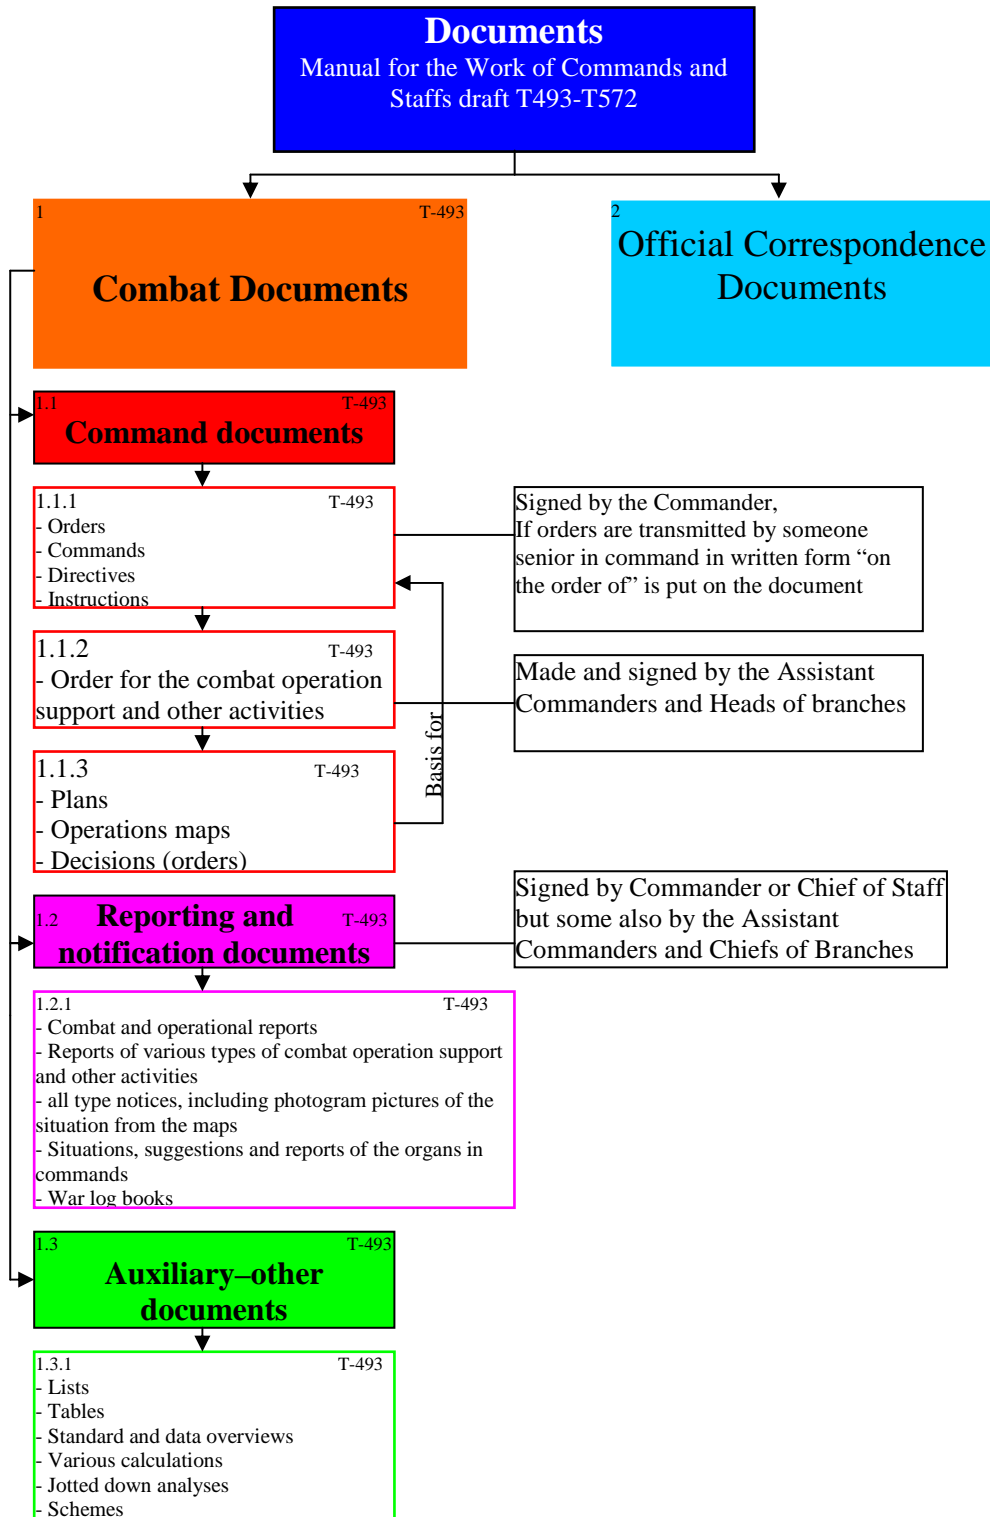 Documents
Manual for the Work of Commands and
Staffs draft T493-T572
1 T-493
Combat Documents
2
Official Correspondence
Documents
1.1 T-493
Command documents
1.1.1 T-493
- Orders
- Commands
- Directives
- Instructions
Signed by the Commander,
If orders are transmitted by someone
senior in command in written form “on
the order of” is put on the document
1.1.2 T-493
- Order for the combat operation
support and other activities
Made and signed by the Assistant
Commanders and Heads of branches
Basis for
1.1.3 T-493
- Plans
- Operations maps
- Decisions (orders)
1.2 Reporting and T-493
notification documents
Signed by Commander or Chief of Staff
but some also by the Assistant
Commanders and Chiefs of Branches
1.2.1 T-493
- Combat and operational reports
- Reports of various types of combat operation support
and other activities
- all type notices, including photogram pictures of the
situation from the maps
- Situations, suggestions and reports of the organs in
commands
- War log books
1.3 T-493
Auxiliary–other
documents
1.3.1 T-493
- Lists
- Tables
- Standard and data overviews
- Various calculations
- Jotted down analyses
- Schemes